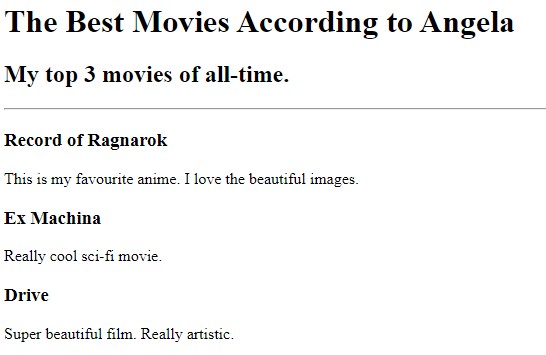 The Best Movies According to Angela
My top 3 movies of all-time.
Record of Ragnarok
This is my favourite anime. I love the beautiful images.
Ex Machina
Really cool sci-fi movie.
Drive
Super beautiful film. Really artistic.